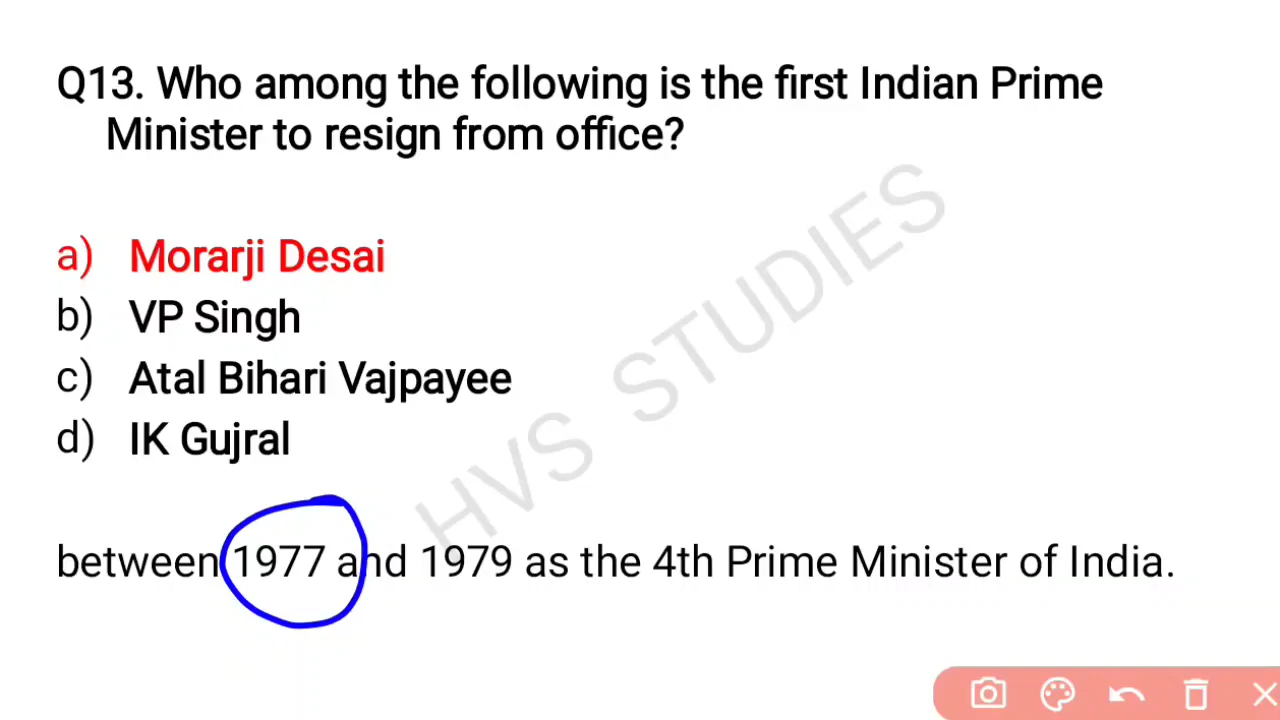 Q13. Who among the following is the first Indian Prime
Minister to resign from office?
a) Morarji Desai
b) VP Singh
c) Atal Bihari Vajpayee
d) IK Gujral
HVS STUDIES
between 1977 and 1979 as the 4th Prime Minister of India.